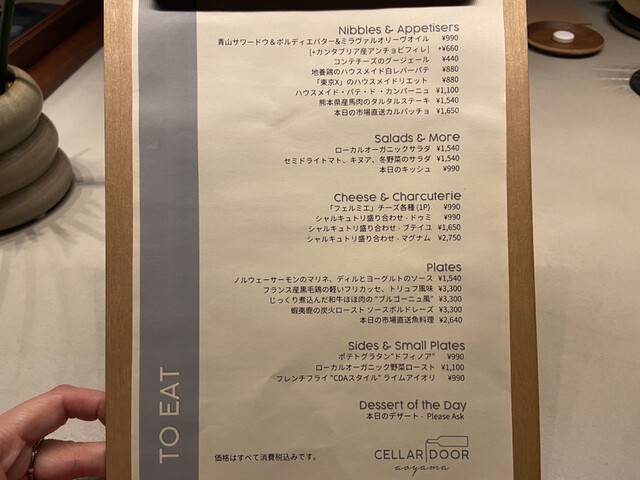 Nibbles & Appetisers
青山サワードウ＆ボルディエバター&ミラヴァルオリーヴオイル ¥990
[+カンタブリア産アンチョビフィレ] +¥660
コンテチーズのグージェール ¥440
地養鶏のハウスメイド白レバーパテ ¥880
「東京X」のハウスメイドリエット ¥880
ハウスメイド・パテ・ド・カンパーニュ ¥1,100
熊本県産馬肉のタルタルステーキ ¥1,540
本日の市場直送カルパッチョ ¥1,650
Salads & More
ローカルオーガニックサラダ ¥1,540
セミドライトマト、キヌア、冬野菜のサラダ ¥1,540
本日のキッシュ ¥990
Cheese & Charcuterie
「フェルミエ」チーズ各種 (1P) ¥990
シャルキュトリ盛り合わせ - ドゥミ ¥990
シャルキュトリ盛り合わせ - ブテイユ ¥1,650
シャルキュトリ盛り合わせ - マグナム ¥2,750
Plates
ノルウェーサーモンのマリネ、ディルとヨーグルトのソース ¥1,540
フランス産黒毛鶏の軽いフリカッセ、トリュフ風味 ¥3,300
じっくり煮込んだ和牛ほほ肉の "ブルゴーニュ風" ¥3,300
蝦夷鹿の炭火ロースト ソースボルドレーズ ¥3,300
本日の市場直送魚料理 ¥2,640
Sides & Small Plates
ポテトグラタン"ドフィノア" ¥990
ローカルオーガニック野菜ロースト ¥1,100
フレンチフライ "CDAスタイル" ライムアイオリ ¥990
Dessert of the Day
本日のデザート - Please Ask
TO EAT
価格はすべて消費税込みです。
CELLAR DOOR
aoyama